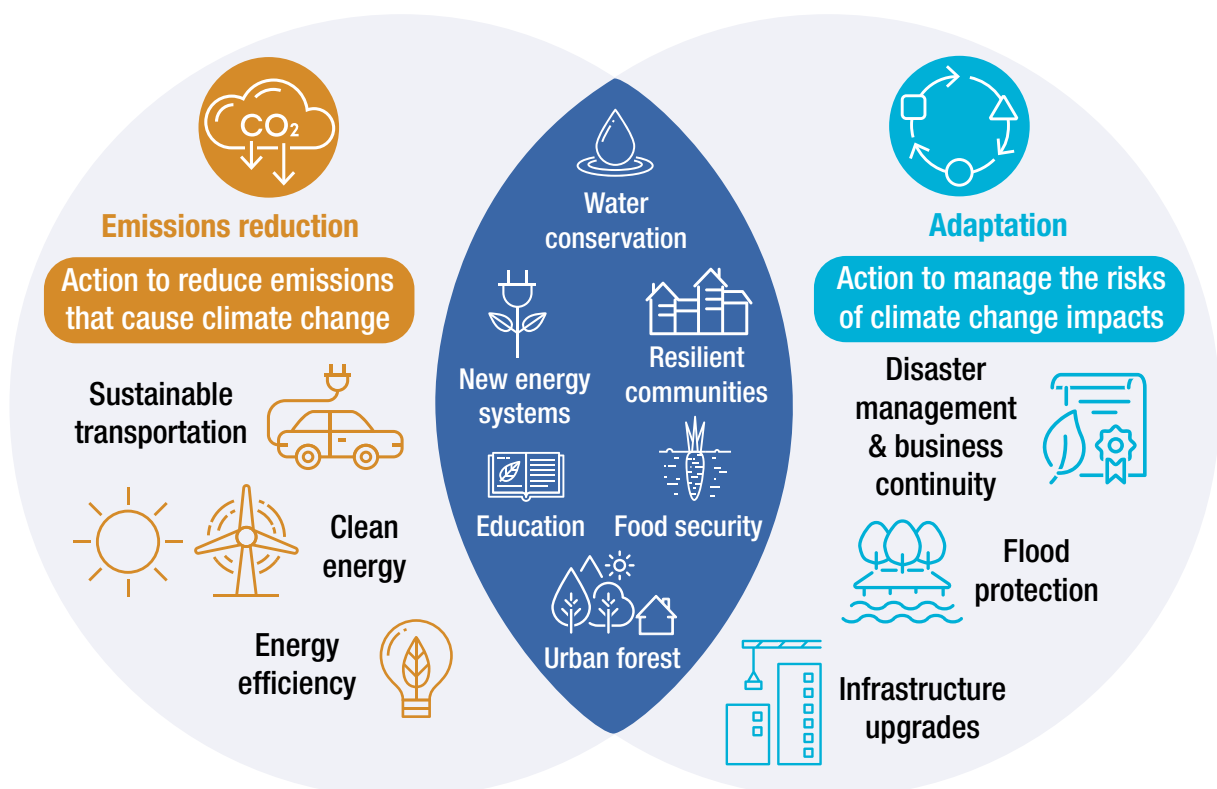 CO₂
Emissions reduction
Action to reduce emissions
that cause climate change
Sustainable
transportation
Clean
energy
Energy
efficiency
Water
conservation
New energy
systems
Resilient
communities
Education
Food security
Urban forest
Adaptation
Action to manage the risks
of climate change impacts
Disaster
management
& business
continuity
Flood
protection
Infrastructure
upgrades